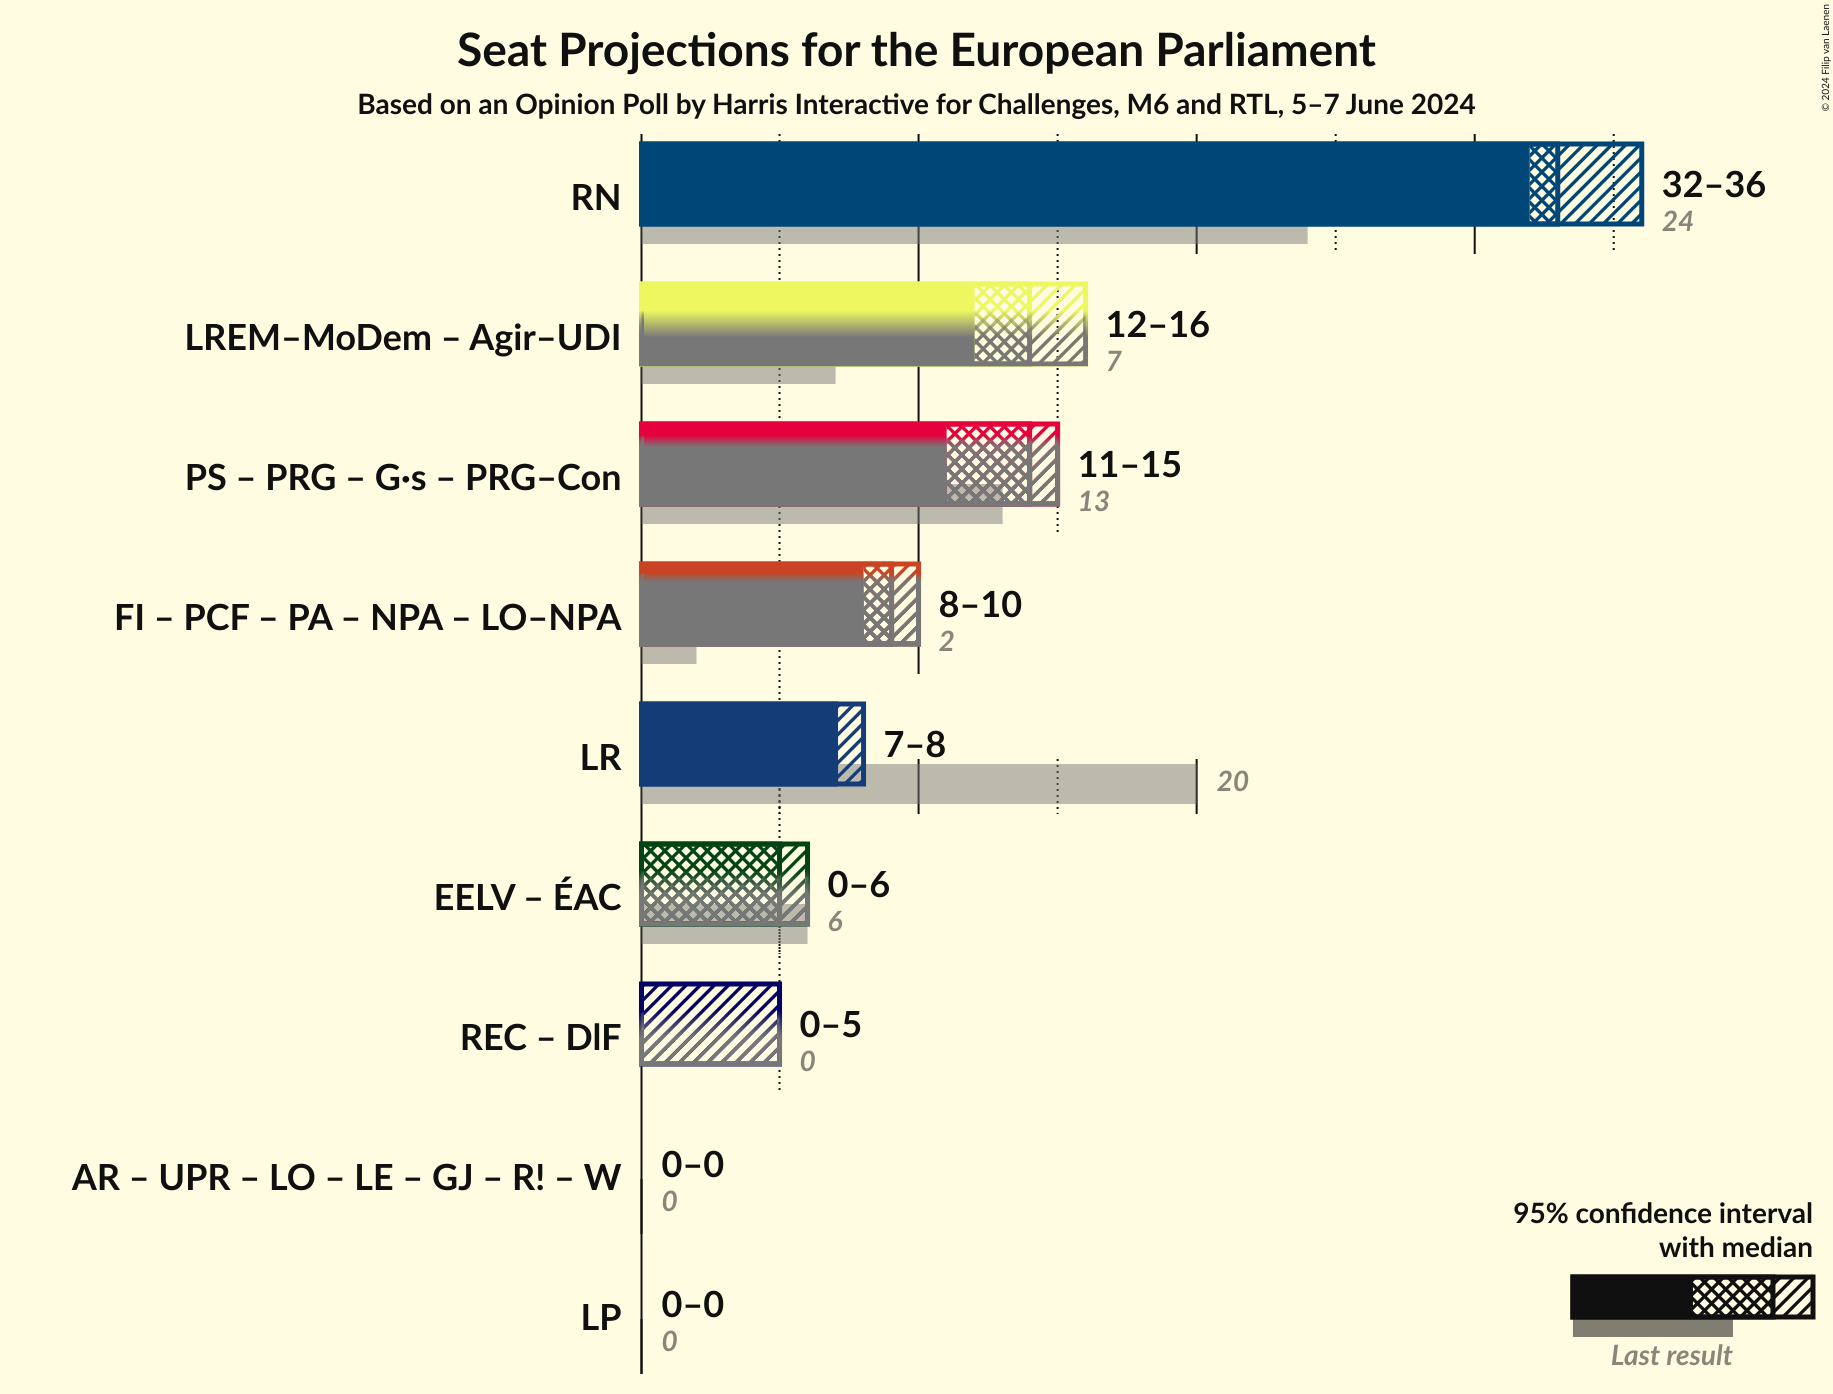 Seat Projections for the European Parliament
Based on an Opinion Poll by Harris Interactive for Challenges, M6 and RTL, 5–7 June 2024
© 2024 Filip van Laenen
RN
32–36
24
LREM–MoDem – Agir–UDI
12–16
7
PS – PRG – G·s – PRG–Con
11–15
13
FI – PCF – PA – NPA – LO–NPA
8–10
2
LR
7–8
20
EELV – ÉAC
0–6
6
REC – DlF
0–5
0
AR – UPR – LO – LE – GJ – R! – W
0–0
0
LP
0–0
0
95% confidence interval
with median
Last result